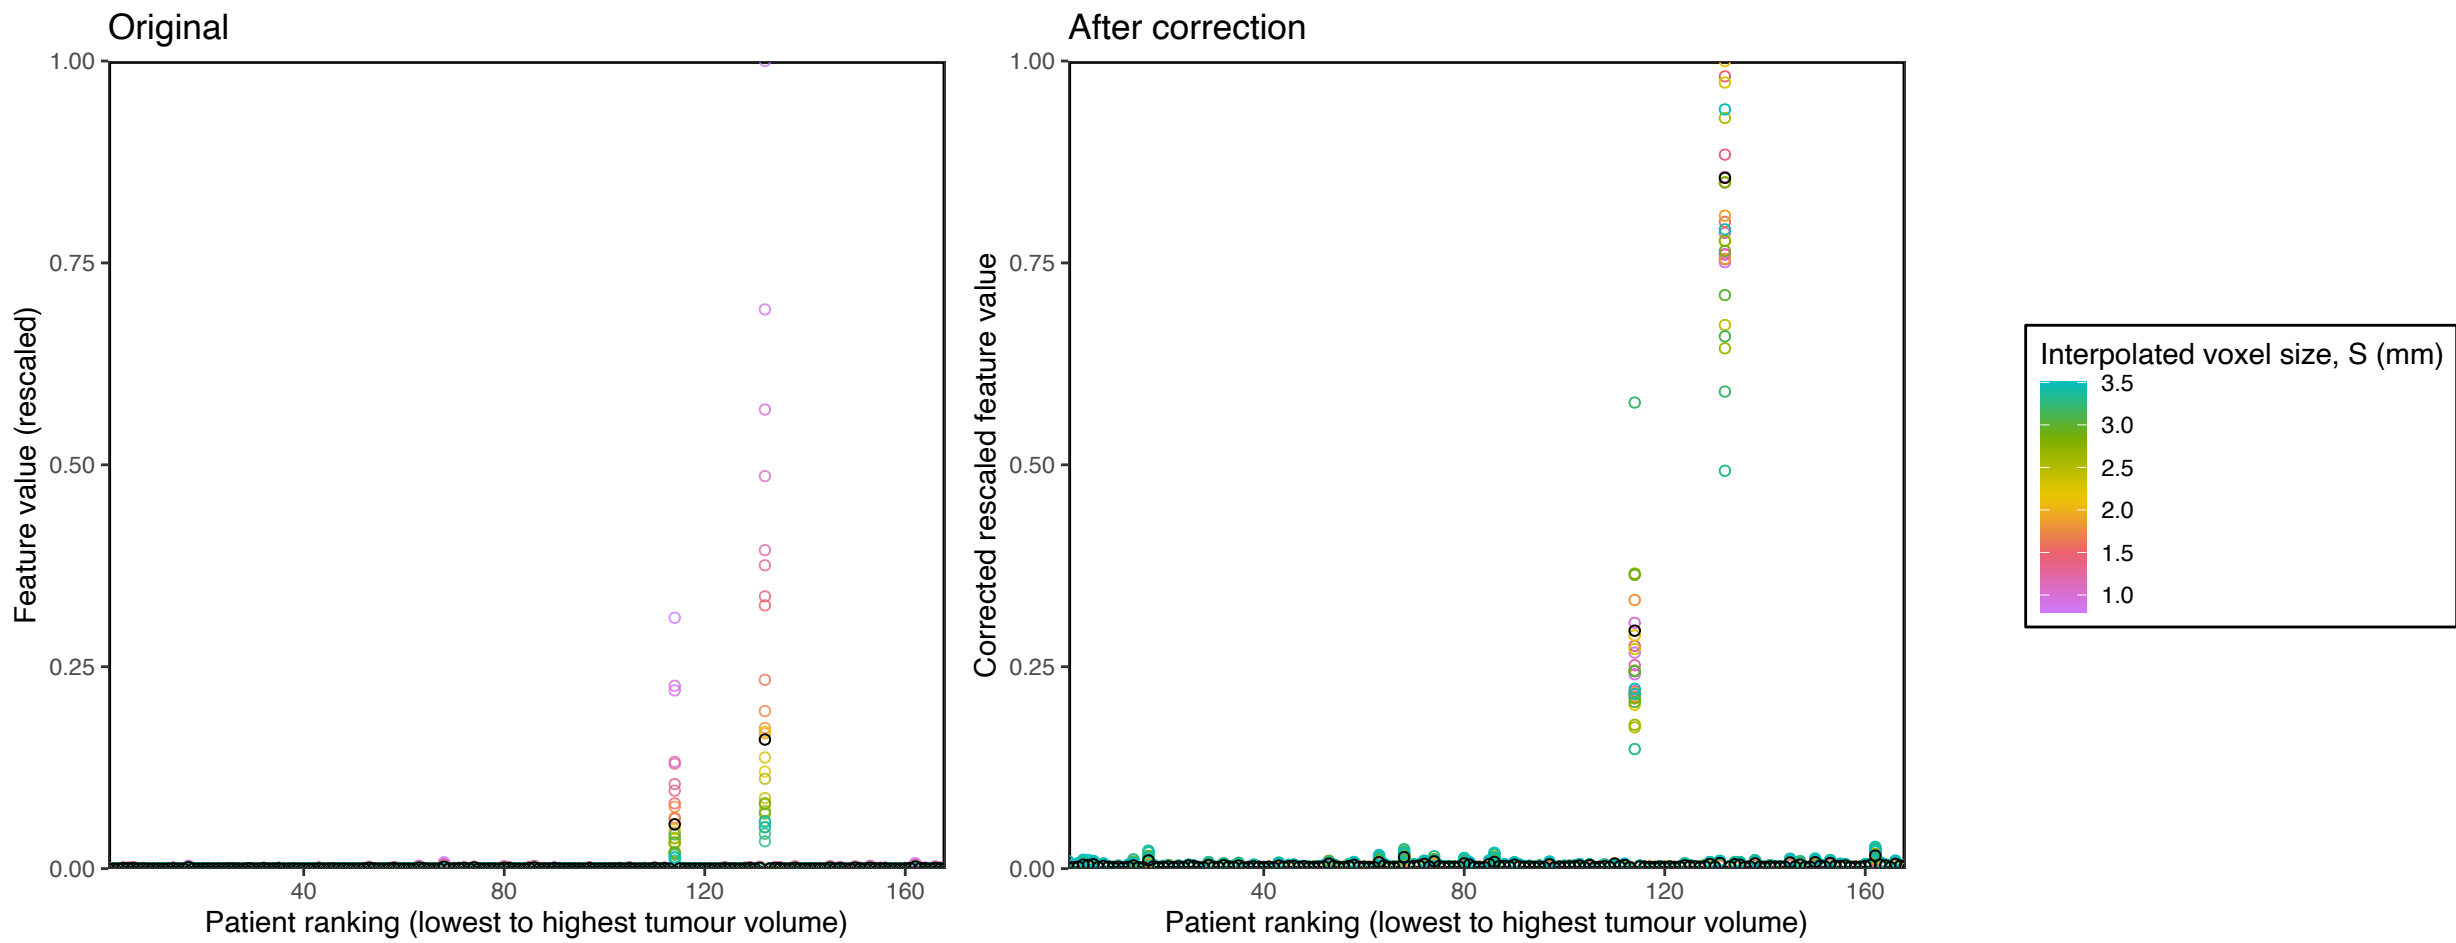 Original
1.00
0.75
0.50
0.25
0.00
Feature value (rescaled)
40 80 120 160
Patient ranking (lowest to highest tumour volume)
After correction
1.00
0.75
0.50
0.25
0.00
Corrected rescaled feature value
40 80 120 160
Patient ranking (lowest to highest tumour volume)
Interpolated voxel size, S (mm)
3.5
3.0
2.5
2.0
1.5
1.0